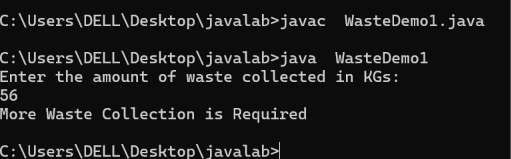 C:\Users\DELL\Desktop\javalab>javac  WasteDemo1.java
C:\Users\DELL\Desktop\javalab>java  WasteDemo1
Enter the amount of waste collected in KGs:
56
More Waste Collection is Required
C:\Users\DELL\Desktop\javalab>